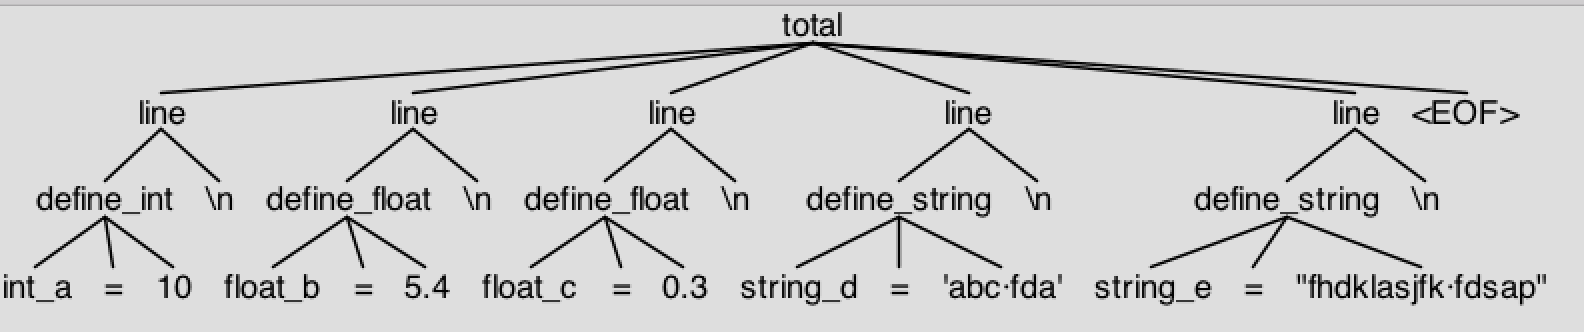 total
line line line line line <EOF>
define_int \n define_float \n define_float \n define_string \n define_string \n
int_a = 10 float_b = 5.4 float_c = 0.3 string_d = 'abc·fda' string_e = "fhdklasjfk·fdsap"